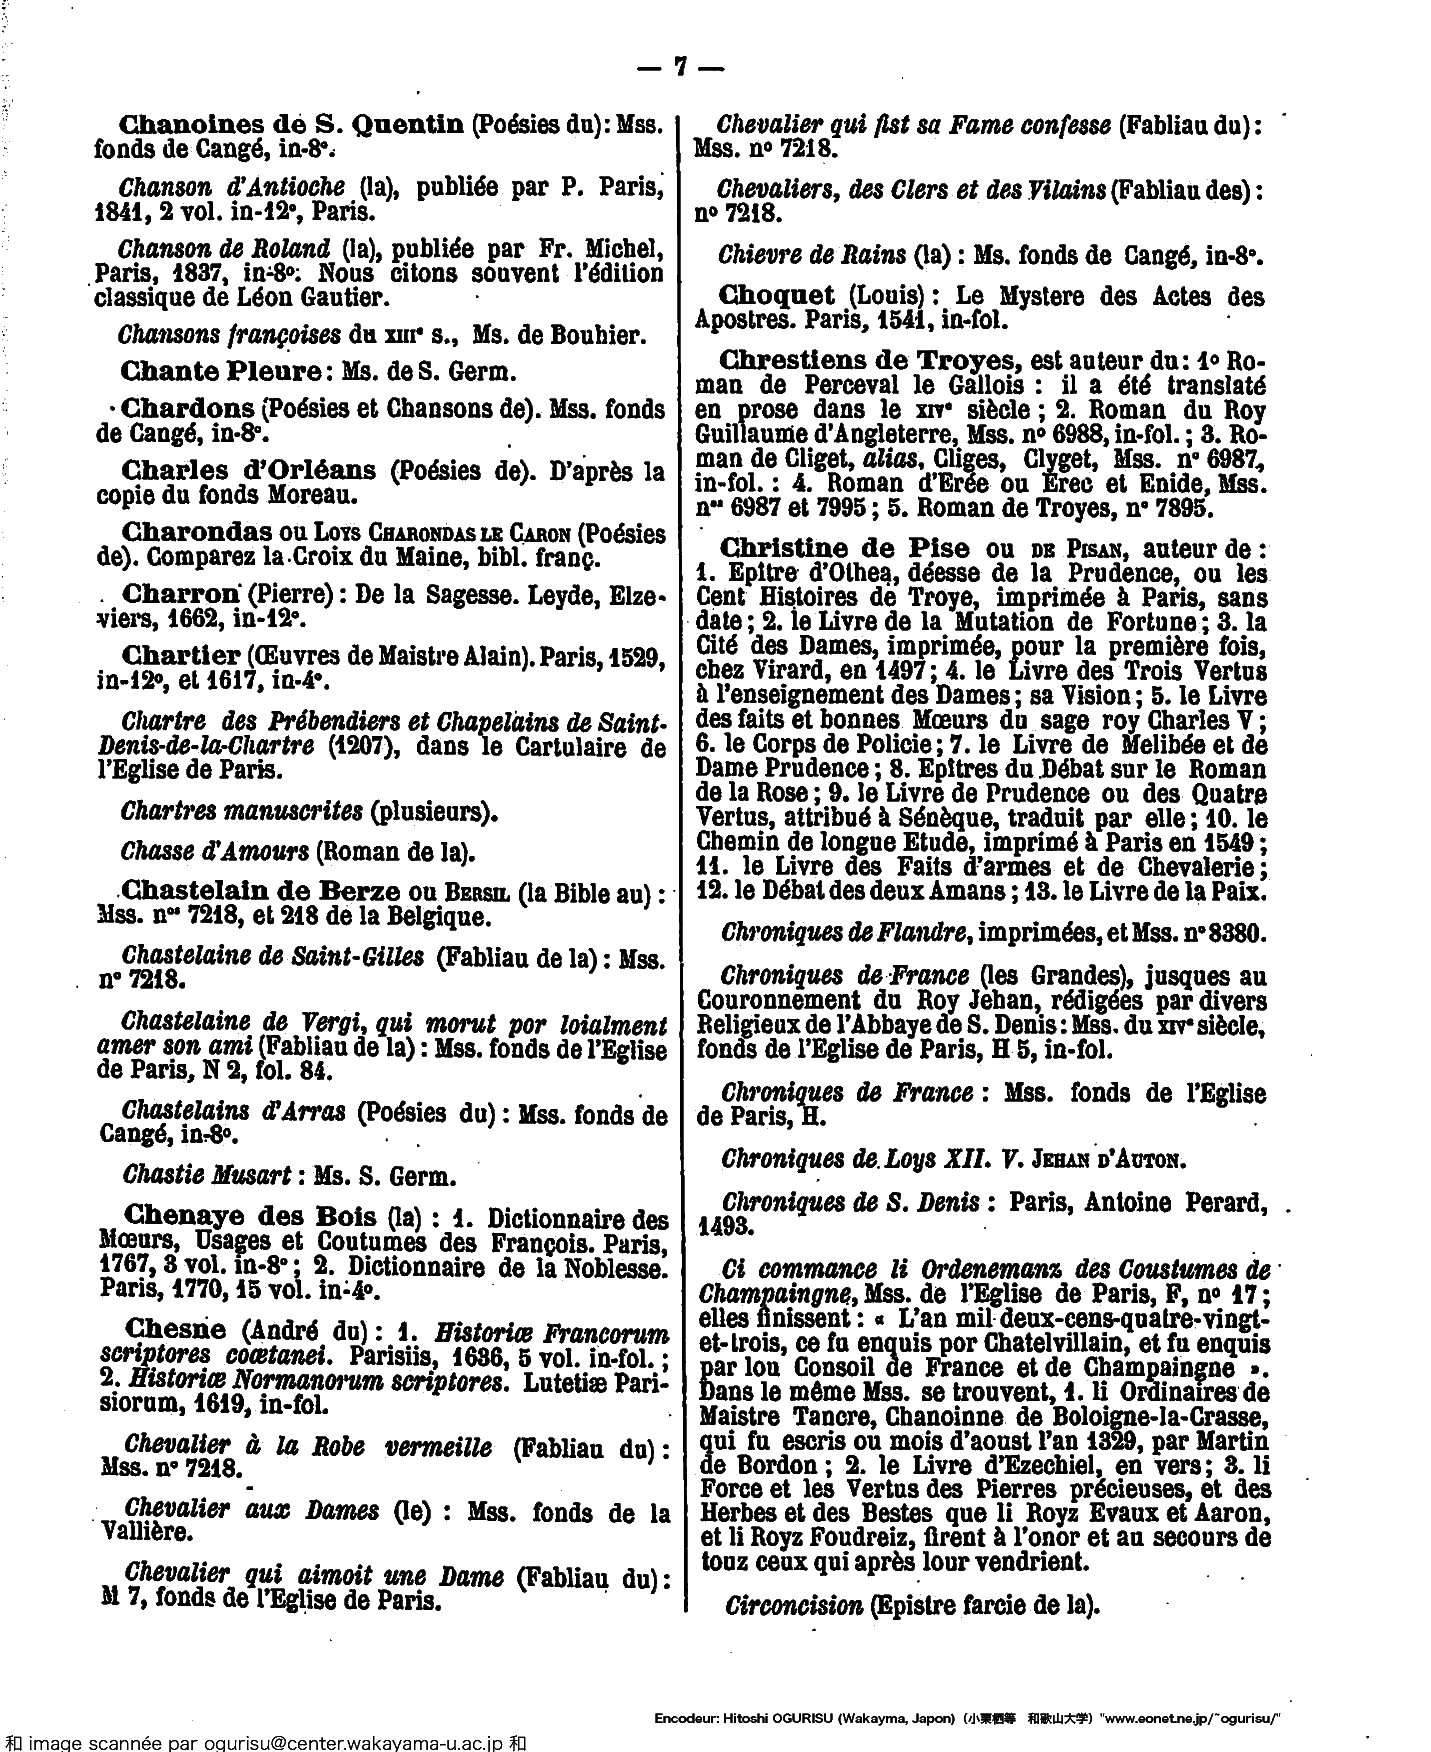 — 7 —
Chanoines de S. Quentin (Poésies du): Mss.
fonds de Cangé, in-8º.
Chanson d'Antioche (la), publiée par P. Paris,
1841, 2 vol. in-12º, Paris.
Chanson de Roland (la), publiée par Fr. Michel,
Paris, 1837, in-8º. Nous citons souvent l'édition
classique de Léon Gautier.
Chansons françoises du XIIIe s., Ms. de Bouhier.
Chante Pleure: Ms. de S. Germ.
Chardons (Poésies et Chansons de). Mss. fonds
de Cangé, in-8º.
Charles d'Orléans (Poésies de). D'après la
copie du fonds Moreau.
Charondas ou LOYS CHARONDAS LE CARON (Poésies
de). Comparez la Croix du Maine, bibl. franç.
Charron (Pierre): De la Sagesse. Leyde, Elze-
viers, 1662, in-12º.
Chartier (Œuvres de Maistre Alain). Paris, 1529,
in-12º, et 1617, in-4º.
Chartre des Prébendiers et Chapelains de Saint-
Denis-de-la-Chartre (1207), dans le Cartulaire de
l'Eglise de Paris.
Chartres manuscrites (plusieurs).
Chasse d'Amours (Roman de la).
Chastelain de Berze ou BERSIL (la Bible au) :
Mss. nos 7218, et 218 de la Belgique.
Chastelaine de Saint-Gilles (Fabliau de la) : Mss.
nº 7218.
Chastelaine de Vergi, qui morut por loialment
amer son ami (Fabliau de la) : Mss. fonds de l'Eglise
de Paris, N 2, fol. 84.
Chastelains d'Arras (Poésies du) : Mss. fonds de
Cangé, in-8º.
Chastie Musart : Ms. S. Germ.
Chenaye des Bois (la) : 1. Dictionnaire des
Mœurs, Usages et Coutumes des François. Paris,
1767, 3 vol. in-8º ; 2. Dictionnaire de la Noblesse.
Paris, 1770, 15 vol. in-4º.
Chesne (André du) : 1. Historiæ Francorum
scriptores coætanei. Parisiis, 1636, 5 vol. in-fol. ;
2. Historiæ Normanorum scriptores. Lutetiæ Pari-
siorum, 1619, in-fol.
Chevalier à la Robe vermeille (Fabliau du) :
Mss. nº 7218.
Chevalier aux Dames (le) : Mss. fonds de la
Vallière.
Chevalier qui aimoit une Dame (Fabliau du) :
M 7, fonds de l'Eglise de Paris.
Chevalier qui fist sa Fame confesse (Fabliau du) :
Mss. nº 7218.
Chevaliers, des Clers et des Vilains (Fabliau des) :
nº 7218.
Chievre de Rains (la) : Ms. fonds de Cangé, in-8º.
Choquet (Louis) : Le Mystere des Actes des
Apostres. Paris, 1541, in-fol.
Chrestiens de Troyes, est auteur du : 1º Ro-
man de Perceval le Gallois : il a été translaté
en prose dans le XIVe siècle ; 2. Roman du Roy
Guillaume d'Angleterre, Mss. nº 6988, in-fol. ; 3. Ro-
man de Cliget, alias, Cliges, Clyget, Mss. nº 6987,
in-fol. : 4. Roman d'Erée ou Erec et Enide, Mss.
nos 6987 et 7995 ; 5. Roman de Troyes, nº 7895.
Christine de Pise ou DE PISAN, auteur de :
1. Epître d'Othea, déesse de la Prudence, ou les
Cent Histoires de Troye, imprimée à Paris, sans
date ; 2. le Livre de la Mutation de Fortune ; 3. la
Cité des Dames, imprimée, pour la première fois,
chez Virard, en 1497 ; 4. le Livre des Trois Vertus
à l'enseignement des Dames ; sa Vision ; 5. le Livre
des faits et bonnes Mœurs du sage roy Charles V ;
6. le Corps de Policie ; 7. le Livre de Melibée et de
Dame Prudence ; 8. Epîtres du Débat sur le Roman
de la Rose ; 9. le Livre de Prudence ou des Quatre
Vertus, attribué à Sénèque, traduit par elle ; 10. le
Chemin de longue Etude, imprimé à Paris en 1549 ;
11. le Livre des Faits d'armes et de Chevalerie ;
12. le Débat des deux Amans ; 13. le Livre de la Paix.
Chroniques de Flandre, imprimées, et Mss. nº 8380.
Chroniques de France (les Grandes), jusques au
Couronnement du Roy Jehan, rédigées par divers
Religieux de l'Abbaye de S. Denis : Mss. du XIVe siècle,
fonds de l'Eglise de Paris, H 5, in-fol.
Chroniques de France : Mss. fonds de l'Eglise
de Paris, H.
Chroniques de Loys XII. V. JEHAN D'AUTON.
Chroniques de S. Denis : Paris, Antoine Perard,
1493.
Ci commance li Ordenemanz des Coustumes de
Champaingne, Mss. de l'Eglise de Paris, F, nº 17 ;
elles finissent : « L'an mil deux-cens-quatre-vingt-
et-trois, ce fu enquis por Chatelvillain, et fu enquis
par lou Consoil de France et de Champaingne ».
Dans le même Mss. se trouvent, 1. li Ordinaires de
Maistre Tancre, Chanoinne de Boloigne-la-Crasse,
qui fu escris ou mois d'aoust l'an 1329, par Martin
de Bordon ; 2. le Livre d'Ezechiel, en vers ; 3. li
Force et les Vertus des Pierres précieuses, et des
Herbes et des Bestes que li Royz Evaux et Aaron,
et li Royz Foudreiz, firent à l'onor et au secours de
touz ceux qui après lour vendrient.
Circoncision (Epistre farcie de la).
Encodeur: Hitoshi OGURISU (Wakayma, Japon) (小栗栖等 和歌山大学) "www.eonet.ne.jp/~ogurisu/"
和 image scannée par ogurisu@center.wakayama-u.ac.jp 和